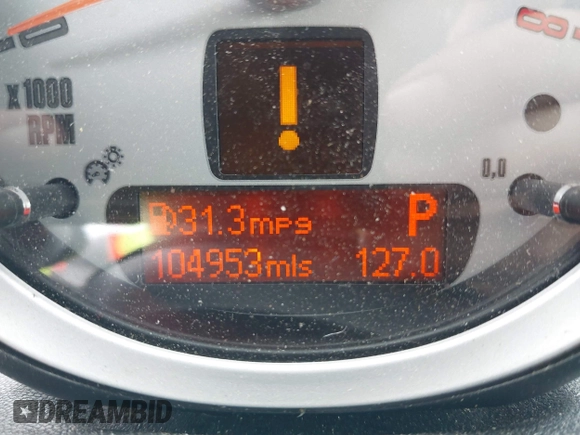 x1000
RPM
!
0,0
31.3mpg P
104953mls 127,0
DREAMBID